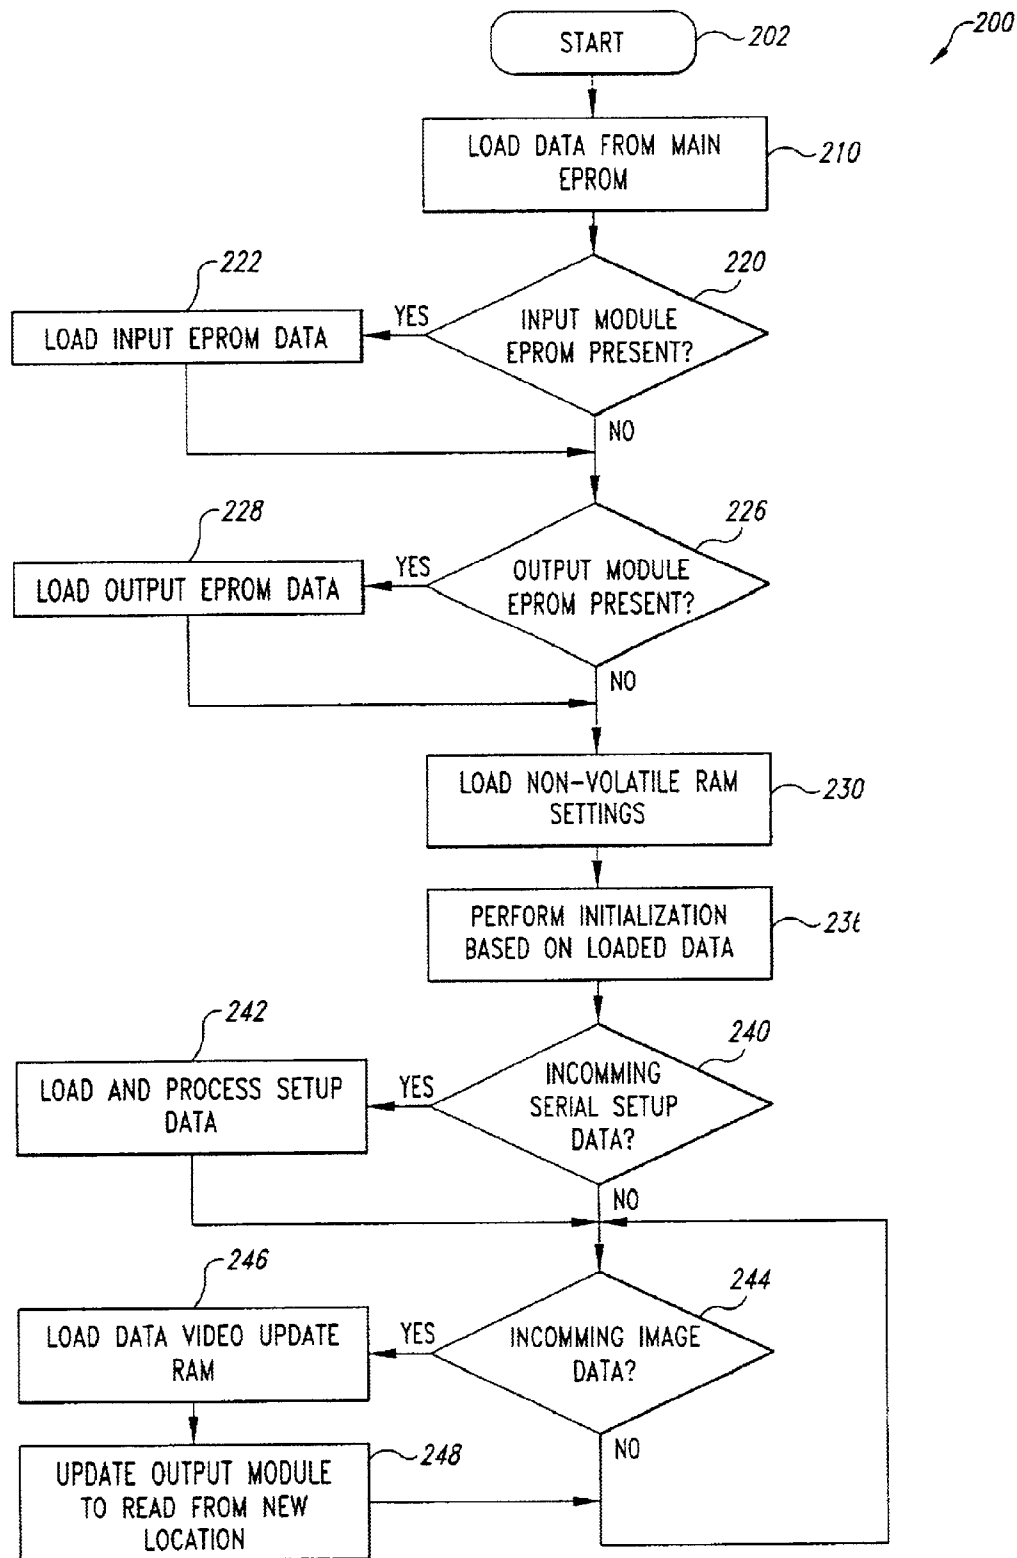 200
START
202
LOAD DATA FROM MAIN
EPROM
210
222
220
LOAD INPUT EPROM DATA
YES
INPUT MODULE
EPROM PRESENT?
NO
228
226
LOAD OUTPUT EPROM DATA
YES
OUTPUT MODULE
EPROM PRESENT?
NO
LOAD NON-VOLATILE RAM
SETTINGS
230
PERFORM INITIALIZATION
BASED ON LOADED DATA
242
240
LOAD AND PROCESS SETUP
DATA
YES
INCOMMING
SERIAL SETUP
DATA?
NO
246
244
LOAD DATA VIDEO UPDATE
RAM
YES
INCOMMING IMAGE
DATA?
NO
UPDATE OUTPUT MODULE
TO READ FROM NEW
LOCATION
248